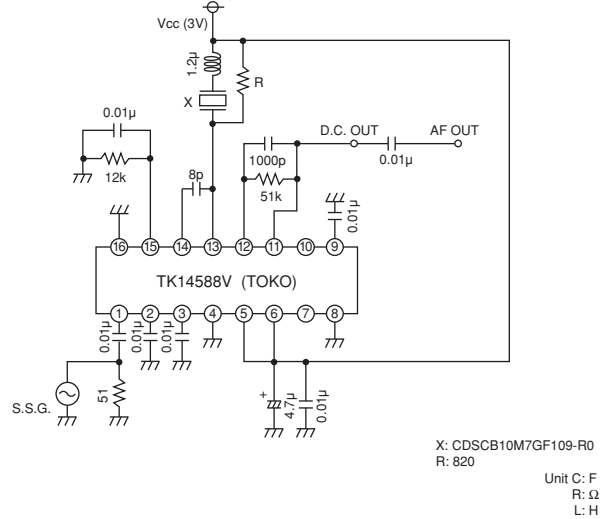 Vcc (3V)
1.2µ
R
X
0.01µ
12k
8p
1000p
51k
D.C. OUT
0.01µ
AF OUT
0.01µ
16 15 14 13 12 11 10 9
TK14588V (TOKO)
1 2 3 4 5 6 7 8
0.01µ
0.01µ
0.01µ
S.S.G.
51
+
4.7µ
0.01µ
X: CDSCB10M7GF109-R0
R: 820
Unit C: F
R: Ω
L: H